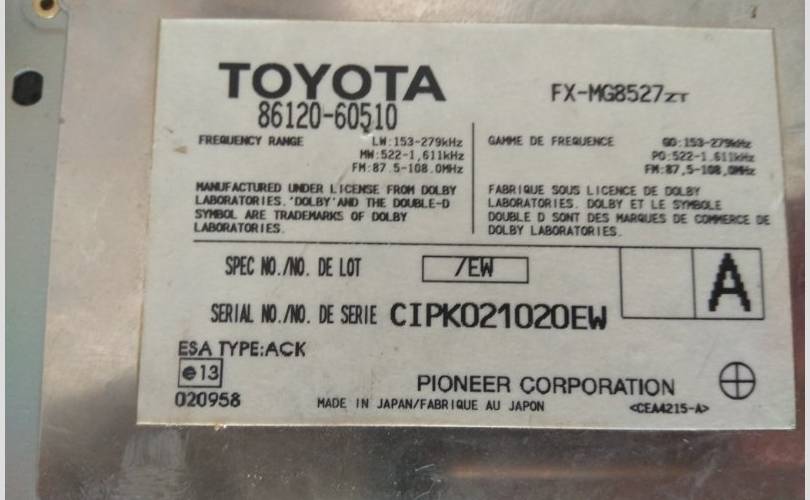 TOYOTA
86120-60510
FX-MG8527ZT
FREQUENCY RANGE LW:153-279kHz
MW:522-1,611kHz
FM:87.5-108.0MHz
GAMME DE FREQUENCE GO:153-279kHz
PO:522-1.611kHz
FM:87,5-108,0MHz
MANUFACTURED UNDER LICENSE FROM DOLBY
LABORATORIES. 'DOLBY' AND THE DOUBLE-D
SYMBOL ARE TRADEMARKS OF DOLBY
LABORATORIES.
FABRIQUE SOUS LICENCE DE DOLBY
LABORATORIES. DOLBY ET LE SYMBOLE
DOUBLE D SONT DES MARQUES DE COMMERCE DE
DOLBY LABORATORIES.
SPEC NO./NO. DE LOT /EW
A
SERIAL NO./NO. DE SERIE CIPK021020EW
ESA TYPE:ACK
e13
020958
PIONEER CORPORATION
MADE IN JAPAN/FABRIQUE AU JAPON
<CEA4215-A>